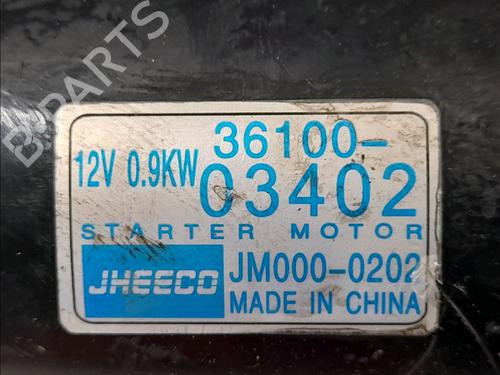 B-Parts
36100-
12V 0.9KW
03402
STARTER MOTOR
JHEECO
JM000-0202
MADE IN CHINA